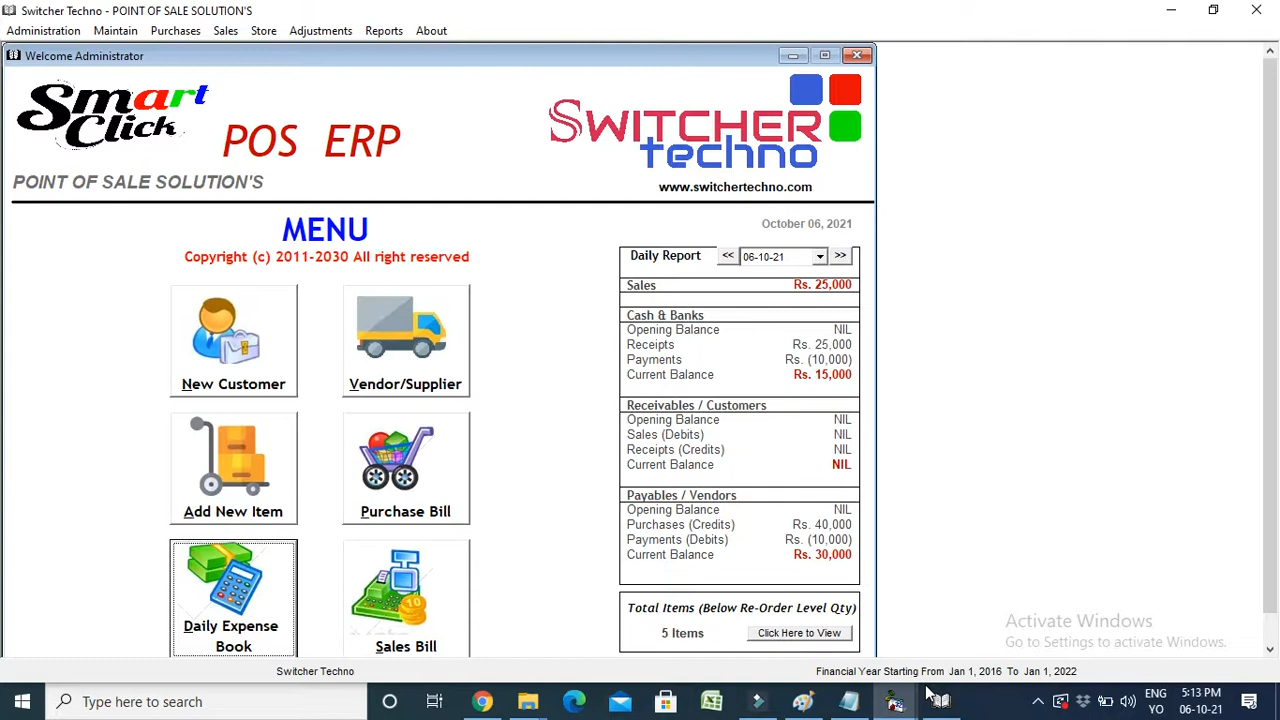 Switcher Techno - POINT OF SALE SOLUTION'S
Administration Maintain Purchases Sales Store Adjustments Reports About
Welcome Administrator
Smart Click
POS ERP
SWITCHER techno
POINT OF SALE SOLUTION'S
www.switchertechno.com
MENU
October 06, 2021
Copyright (c) 2011-2030 All right reserved
Daily Report << 06-10-21 >>
Sales Rs. 25,000
Cash & Banks
Opening Balance NIL
Receipts Rs. 25,000
Payments Rs. (10,000)
Current Balance Rs. 15,000
Receivables / Customers
Opening Balance NIL
Sales (Debits) NIL
Receipts (Credits) NIL
Current Balance NIL
Payables / Vendors
Opening Balance NIL
Purchases (Credits) Rs. 40,000
Payments (Debits) Rs. (10,000)
Current Balance Rs. 30,000
New Customer Vendor/Supplier
Add New Item Purchase Bill
Daily Expense
Book
Sales Bill
10
Total Items (Below Re-Order Level Qty)
5 Items Click Here to View
Activate Windows
Go to Settings to activate Windows.
Switcher Techno Financial Year Starting From Jan 1, 2016 To Jan 1, 2022
Type here to search
ENG
YO
5:13 PM
06-10-21